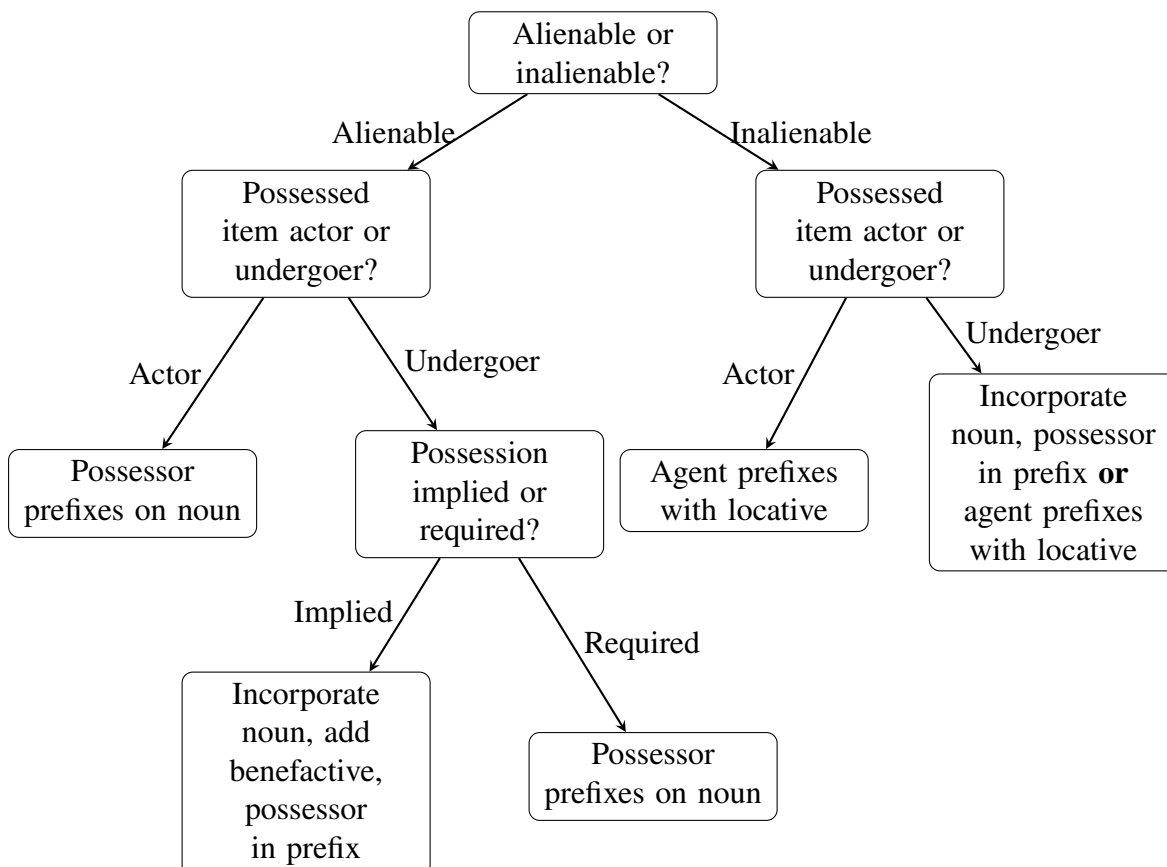 Alienable or
inalienable?
Alienable
Inalienable
Possessed
item actor or
undergoer?
Possessed
item actor or
undergoer?
Actor
Undergoer
Actor
Undergoer
Possessor
prefixes on noun
Possession
implied or
required?
Agent prefixes
with locative
Incorporate
noun, possessor
in prefix or
agent prefixes
with locative
Implied
Required
Incorporate
noun, add
benefactive,
possessor
in prefix
Possessor
prefixes on noun